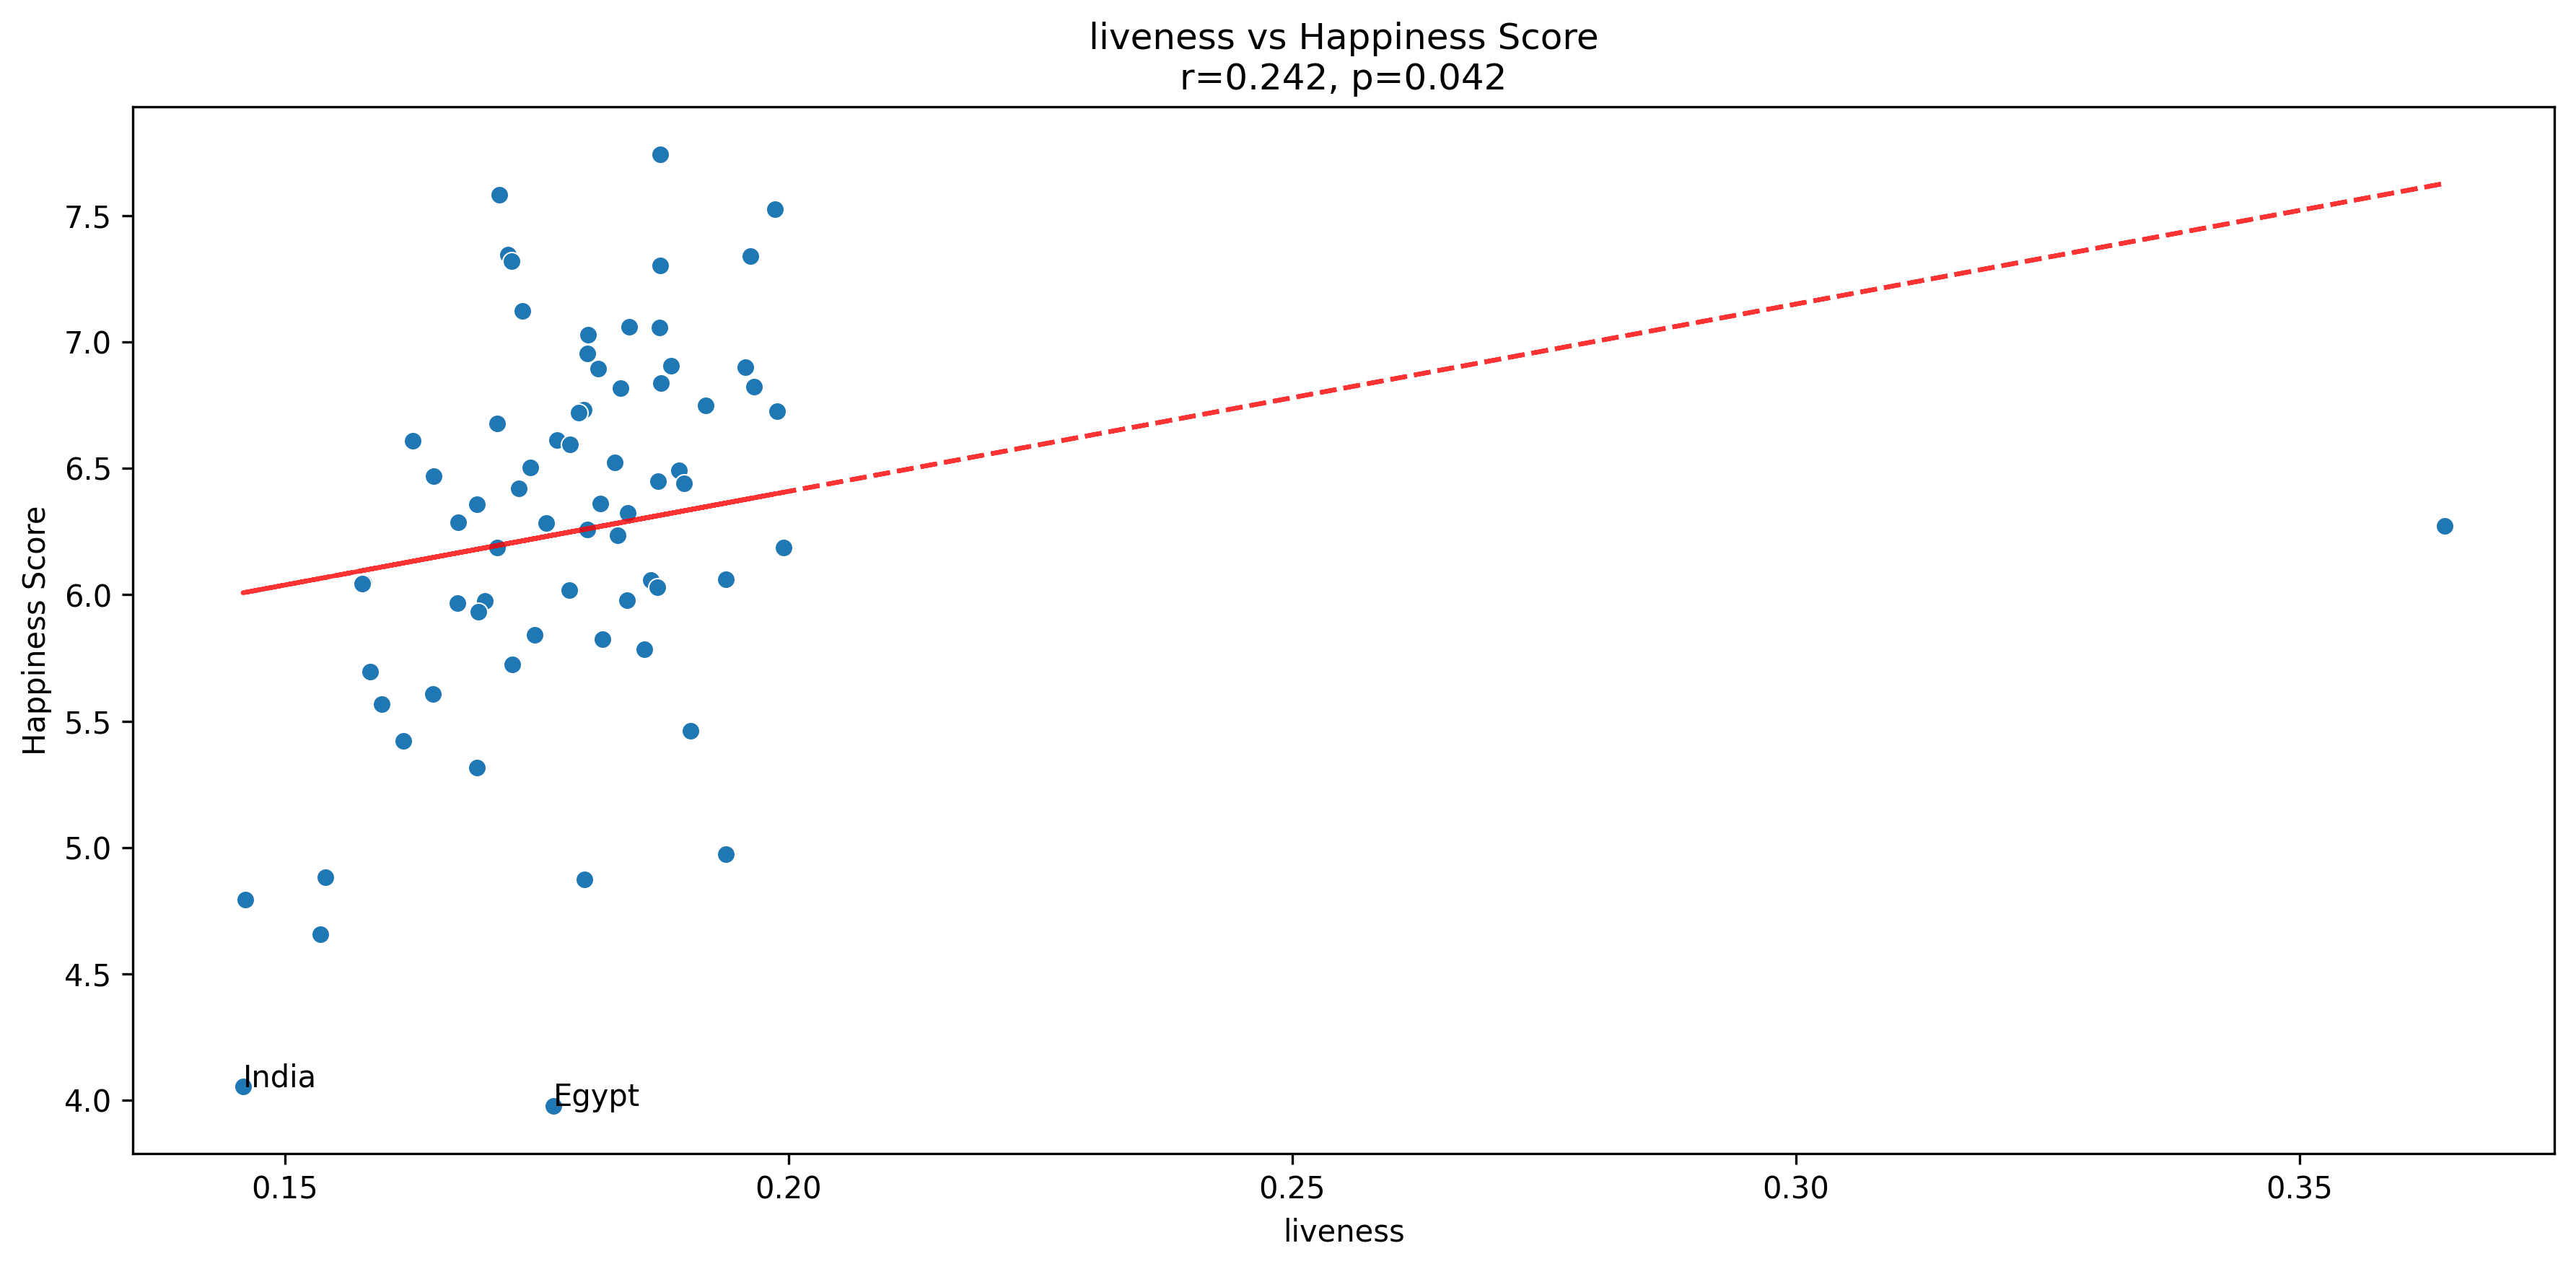 liveness vs Happiness Score
r=0.242, p=0.042
Happiness Score
7.5
7.0
6.5
6.0
5.5
5.0
4.5
4.0
India
Egypt
0.15
0.20
0.25
0.30
0.35
liveness